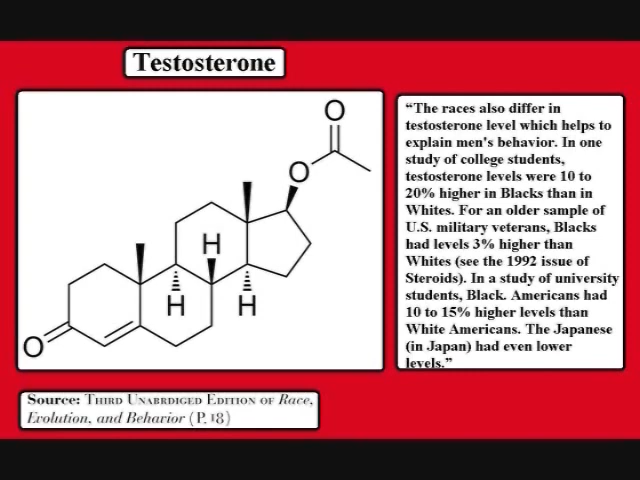 Testosterone
O
O
H
H
H
O
“The races also differ in
testosterone level which helps to
explain men's behavior. In one
study of college students,
testosterone levels were 10 to
20% higher in Blacks than in
Whites. For an older sample of
U.S. military veterans, Blacks
had levels 3% higher than
Whites (see the 1992 issue of
Steroids). In a study of university
students, Black. Americans had
10 to 15% higher levels than
White Americans. The Japanese
(in Japan) had even lower
levels.”
Source: Third Unabrdiged Edition of Race,
Evolution, and Behavior (P. 18)